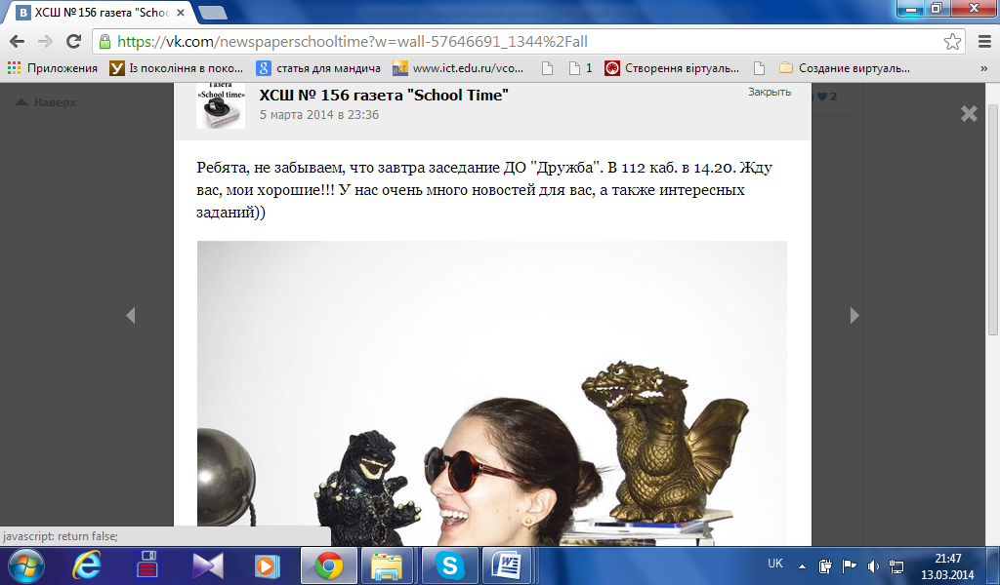 ХСШ № 156 газета "Schoo
https://vk.com/newspaperschooltime?w=wall-57646691_1344%2Fall
Приложения Із покоління в поко... статья для мандича www.ict.edu.ru/vco... 1 Створення віртуаль... Создание виртуаль... »
Наверх
Газета
«School time»
ХСШ № 156 газета "School Time"
5 марта 2014 в 23:36
Закрыть
2
Ребята, не забываем, что завтра заседание ДО "Дружба". В 112 каб. в 14.20. Жду
вас, мои хорошие!!! У нас очень много новостей для вас, а также интересных
заданий))
javascript: return false;
UK
21:47
13.03.2014